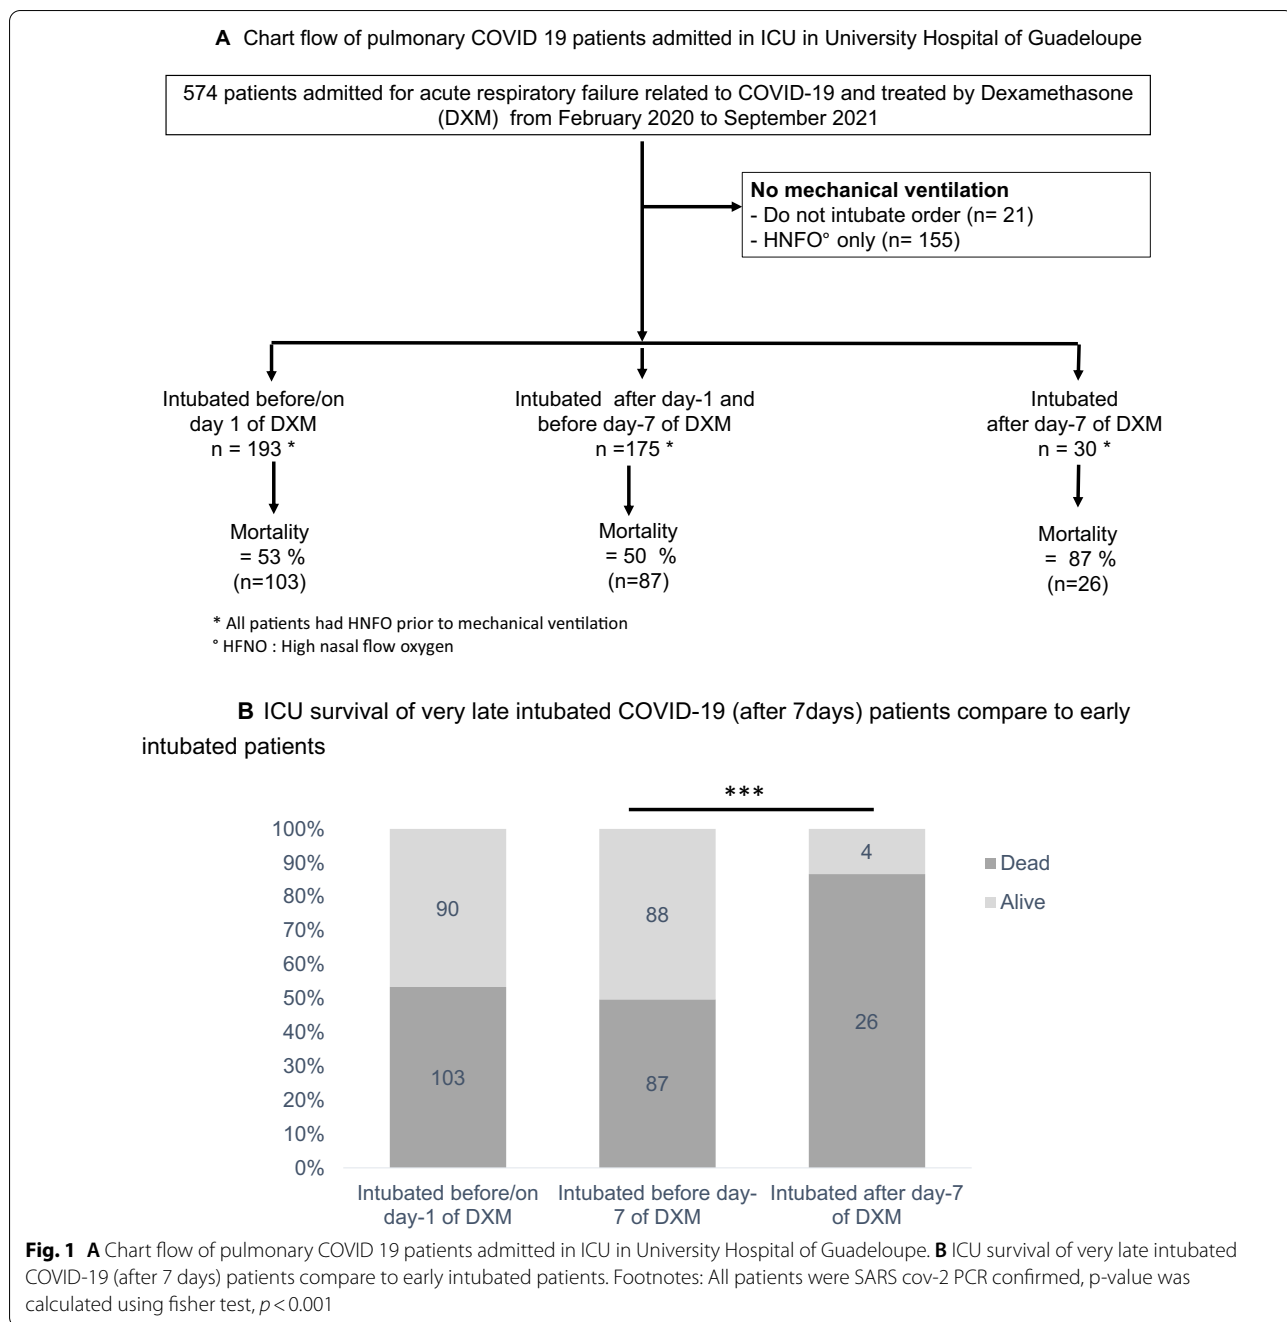 A Chart flow of pulmonary COVID 19 patients admitted in ICU in University Hospital of Guadeloupe
574 patients admitted for acute respiratory failure related to COVID-19 and treated by Dexamethasone
(DXM) from February 2020 to September 2021
No mechanical ventilation
- Do not intubate order (n= 21)
- HNFO° only (n= 155)
Intubated before/on
day 1 of DXM
n = 193 *
Intubated after day-1 and
before day-7 of DXM
n =175 *
Intubated
after day-7 of DXM
n = 30 *
Mortality
= 53 %
(n=103)
Mortality
= 50 %
(n=87)
Mortality
= 87 %
(n=26)
* All patients had HNFO prior to mechanical ventilation
° HFNO : High nasal flow oxygen
B ICU survival of very late intubated COVID-19 (after 7days) patients compare to early
intubated patients
***
100%
90%
80%
70%
60%
50%
40%
30%
20%
10%
0%
90
103
88
87
4
26
Dead
Alive
Intubated before/on
day-1 of DXM
Intubated before day-
7 of DXM
Intubated after day-7
of DXM
Fig. 1 A Chart flow of pulmonary COVID 19 patients admitted in ICU in University Hospital of Guadeloupe. B ICU survival of very late intubated
COVID-19 (after 7 days) patients compare to early intubated patients. Footnotes: All patients were SARS cov-2 PCR confirmed, p-value was
calculated using fisher test, p < 0.001